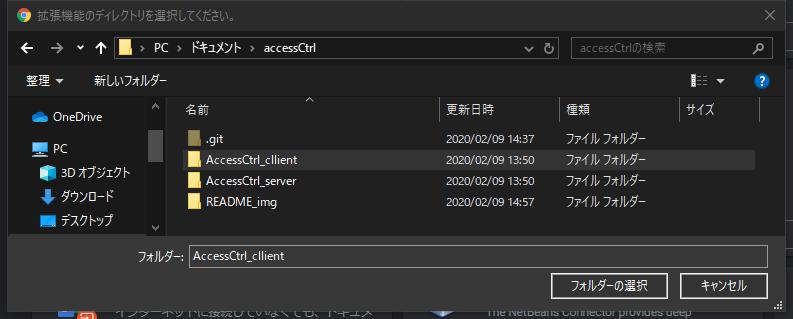 拡張機能のディレクトリを選択してください。
PC ドキュメント accessCtrl accessCtrlの検索
整理 新しいフォルダー
名前 更新日時 種類 サイズ
OneDrive
PC
3D オブジェクト
ダウンロード
デスクトップ
.git 2020/02/09 14:37 ファイル フォルダー
AccessCtrl_cllient 2020/02/09 13:50 ファイル フォルダー
AccessCtrl_server 2020/02/09 13:50 ファイル フォルダー
README_img 2020/02/09 14:57 ファイル フォルダー
フォルダー: AccessCtrl_cllient
フォルダーの選択 キャンセル
インターネットに接続していなくても、ドキュメ
The NetBeans Connector provides deep